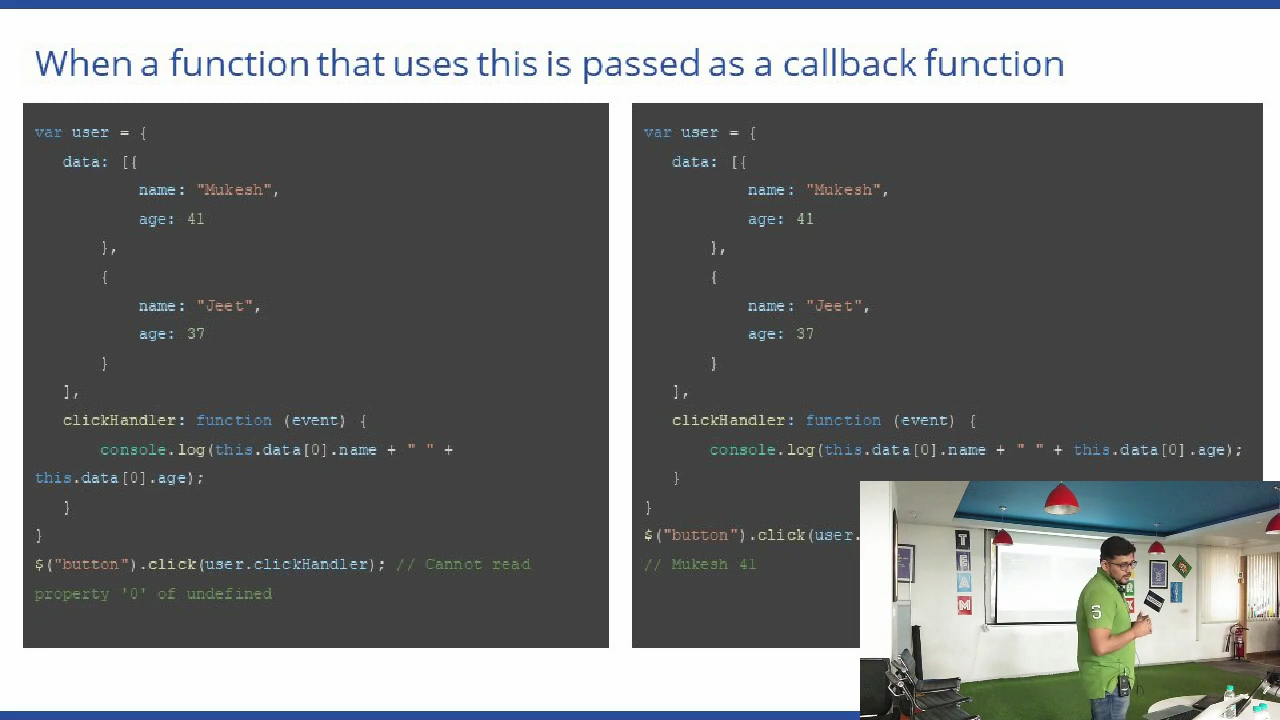 When a function that uses this is passed as a callback function
var user = {
data: [{
name: "Mukesh",
age: 41
},
{
name: "Jeet",
age: 37
}
],
clickHandler: function (event) {
console.log(this.data[0].name + " " +
this.data[0].age);
}
}
$("button").click(user.clickHandler); // Cannot read
property '0' of undefined
var user = {
data: [{
name: "Mukesh",
age: 41
},
{
name: "Jeet",
age: 37
}
],
clickHandler: function (event) {
console.log(this.data[0].name + " " + this.data[0].age);
}
}
$("button").click(user.
// Mukesh 41
T
E
A
M
S